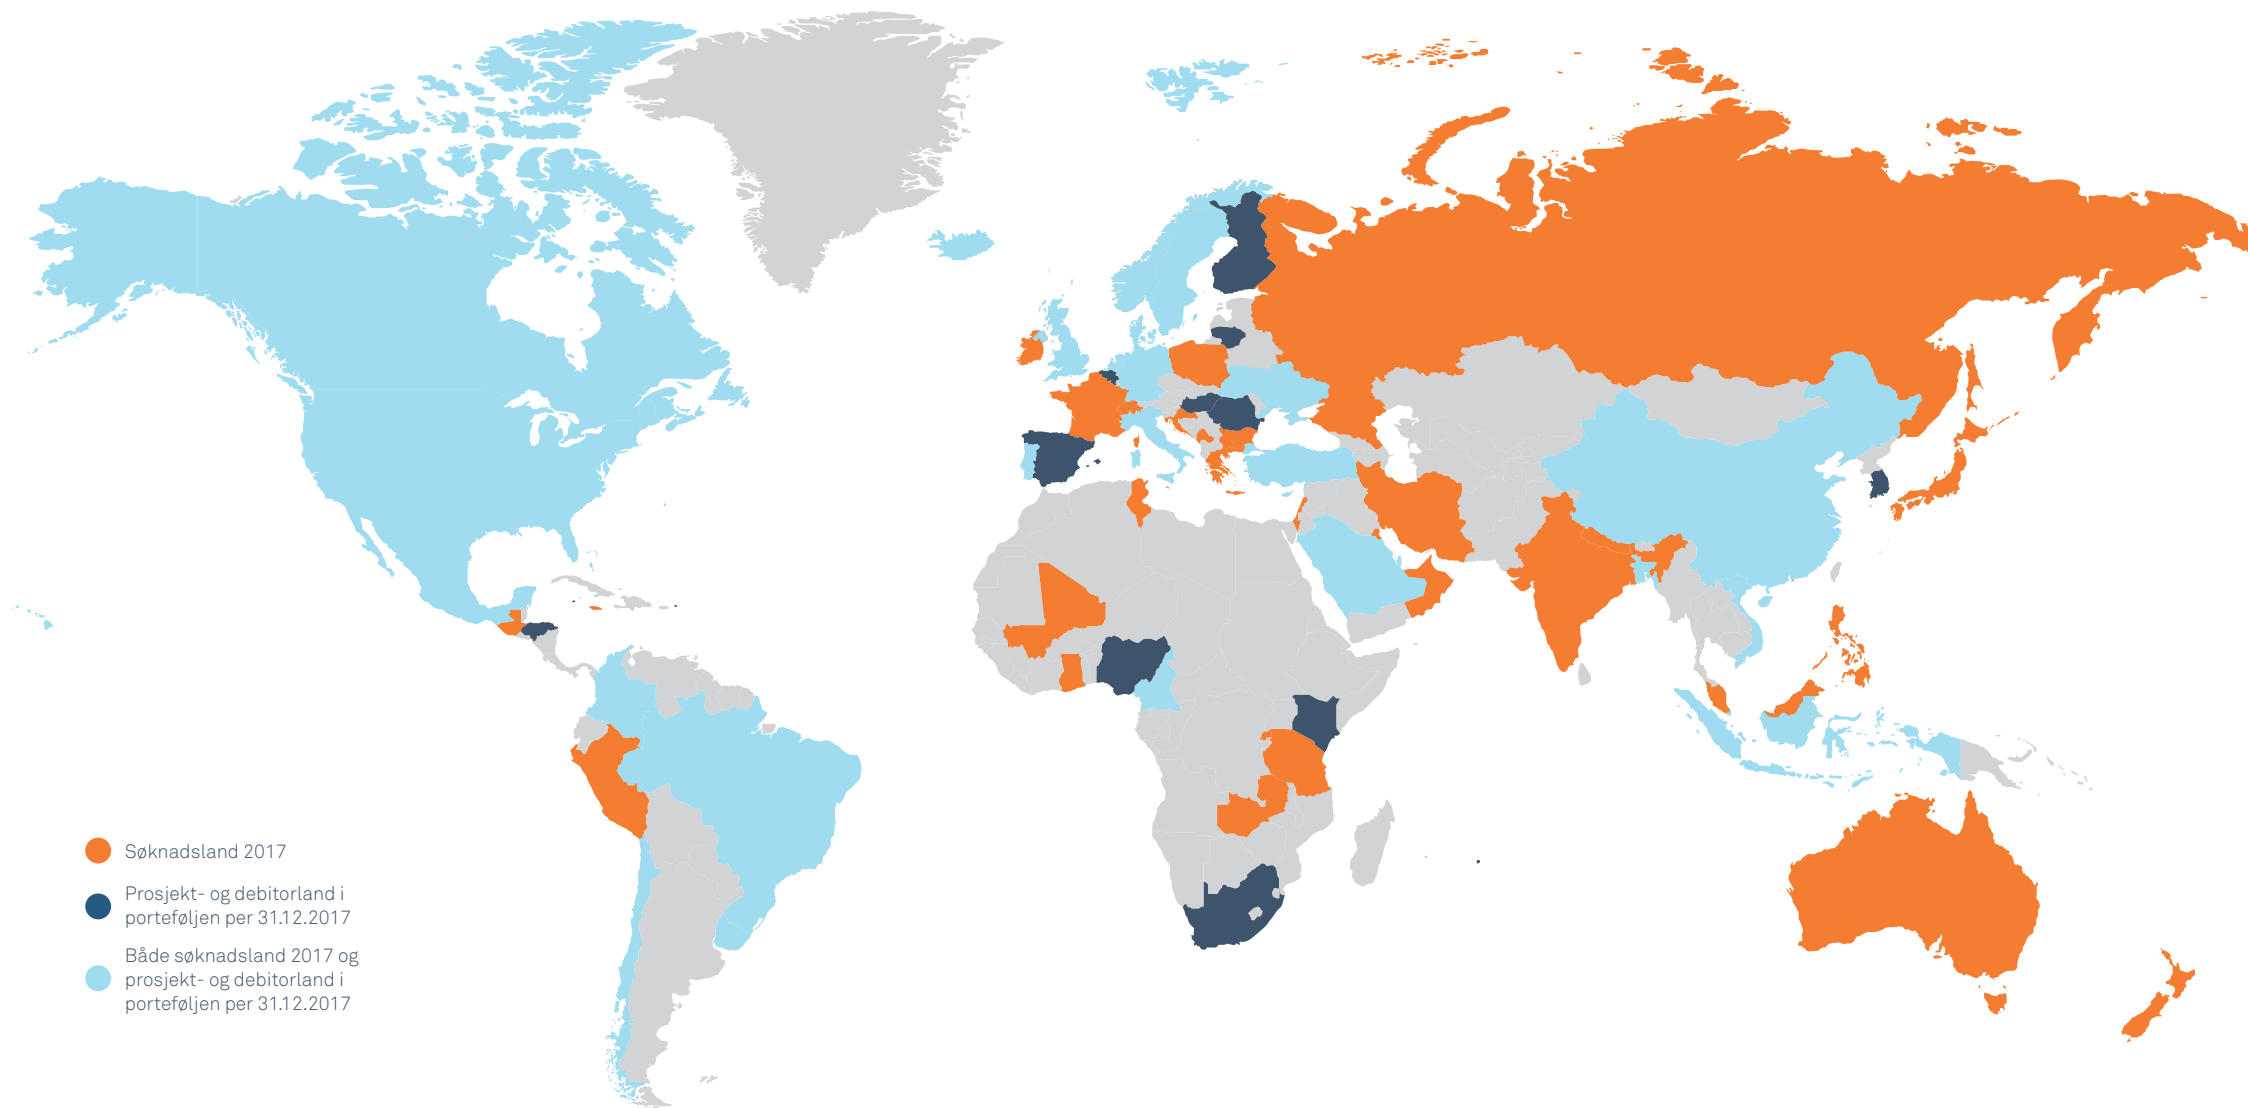 Søknadsland 2017
Prosjekt- og debitorland i
porteføljen per 31.12.2017
Både søknadsland 2017 og
prosjekt- og debitorland i
porteføljen per 31.12.2017